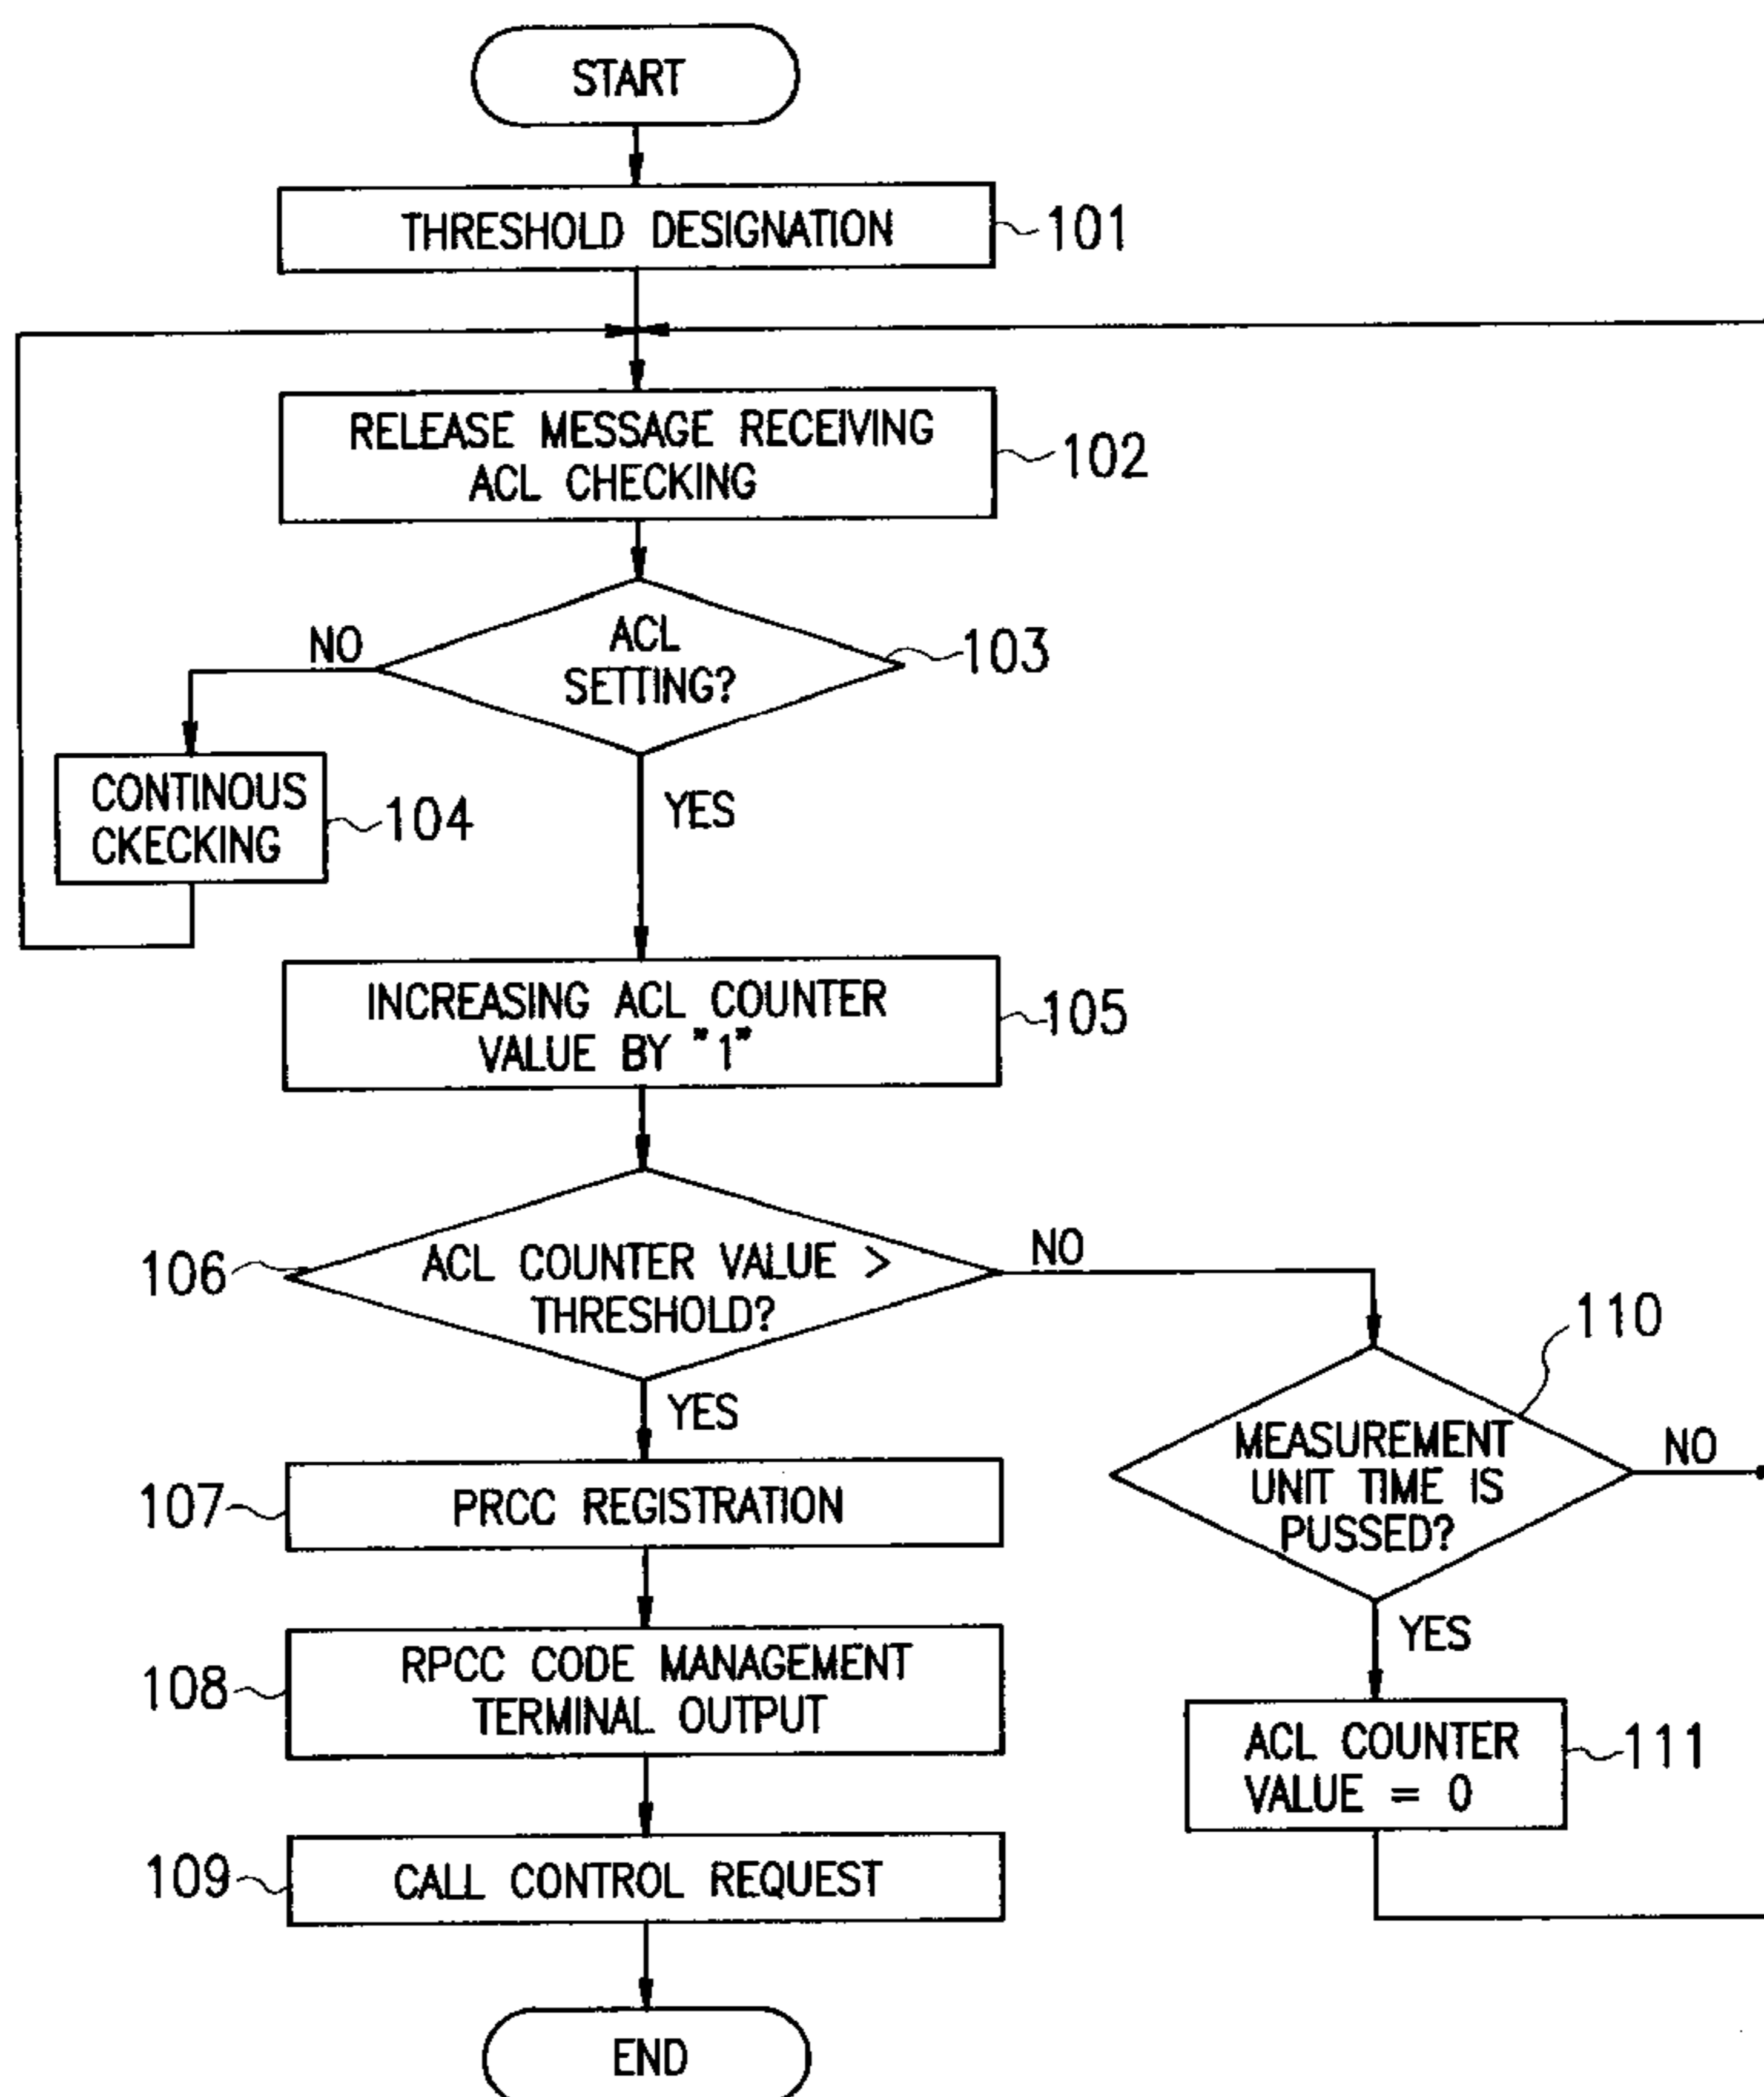 START
THRESHOLD DESIGNATION
101
RELEASE MESSAGE RECEIVING
ACL CHECKING
102
ACL
SETTING?
103
NO
YES
CONTINOUS
CKECKING
104
INCREASING ACL COUNTER
VALUE BY "1"
105
106
ACL COUNTER VALUE >
THRESHOLD?
NO
YES
110
MEASUREMENT
UNIT TIME IS
PUSSED?
NO
YES
107
PRCC REGISTRATION
108
RPCC CODE MANAGEMENT
TERMINAL OUTPUT
ACL COUNTER
VALUE = 0
111
109
CALL CONTROL REQUEST
END